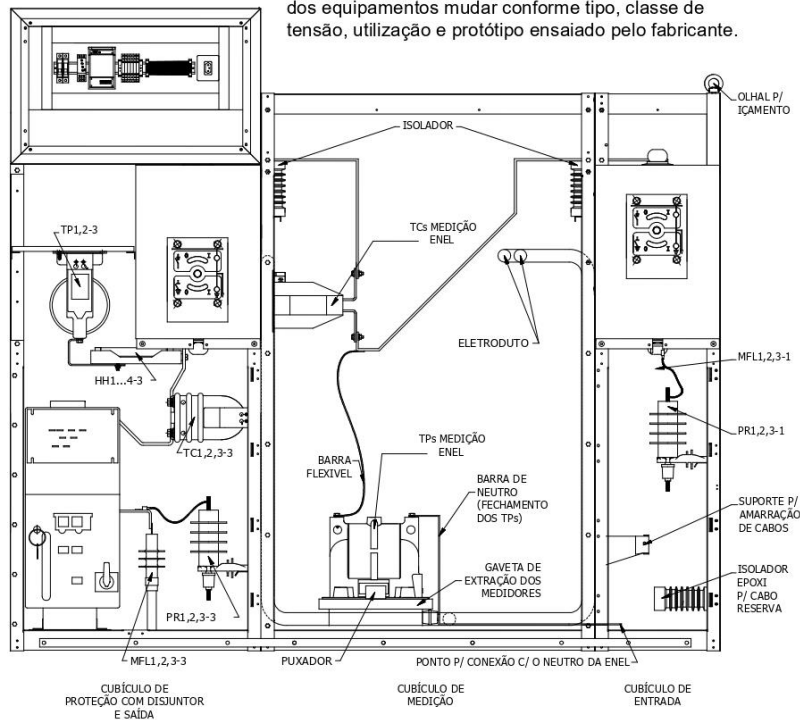 dos equipamentos mudar conforme tipo, classe de
tensão, utilização e protótipo ensaiado pelo fabricante.
OLHAL P/
IÇAMENTO
ISOLADOR
TP1,2-3
TCs MEDIÇÃO
ENEL
ELETRODUTO
MFL1,2,3-1
HH1...4-3
PR1,2,3-1
TC1,2,3-3
TPs MEDIÇÃO
ENEL
BARRA
FLEXIVEL
BARRA DE
NEUTRO
(FECHAMENTO
DOS TPs)
SUPORTE P/
AMARRAÇÃO
DE CABOS
GAVETA DE
EXTRAÇÃO DOS
MEDIDORES
ISOLADOR
EPOXI
P/ CABO
RESERVA
PR1,2,3-3
MFL1,2,3-3
PUXADOR
PONTO P/ CONEXÃO C/ O NEUTRO DA ENEL
CUBÍCULO DE
PROTEÇÃO COM DISJUNTOR
E SAÍDA
CUBÍCULO DE
MEDIÇÃO
CUBÍCULO DE
ENTRADA